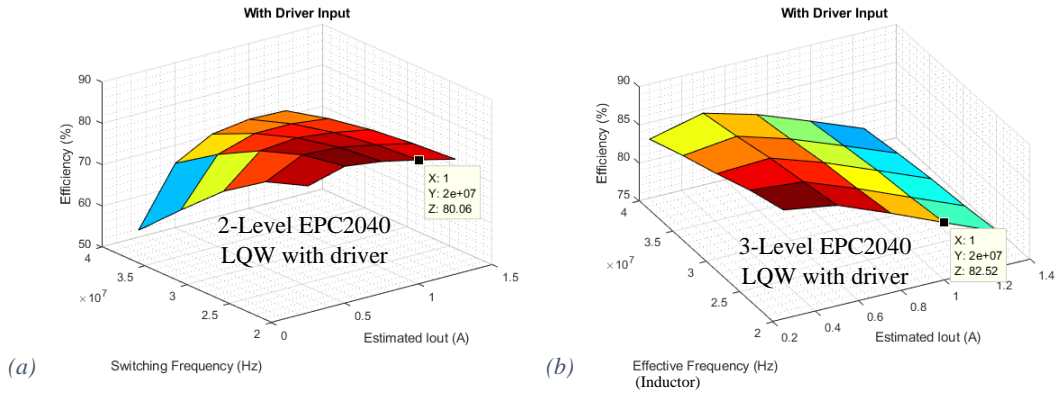 With Driver Input
90
80
70
60
50
Efficiency (%)
4
3.5
3
2.5
2
×10⁷
0
0.5
1
1.5
Switching Frequency (Hz)
Estimated Iout (A)
X: 1
Y: 2e+07
Z: 80.06
2-Level EPC2040
LQW with driver
(a)
With Driver Input
90
85
80
75
Efficiency (%)
4
3.5
3
2.5
2
×10⁷
0.2
0.4
0.6
0.8
1
1.2
1.4
Effective Frequency (Hz)
(Inductor)
Estimated Iout (A)
X: 1
Y: 2e+07
Z: 82.52
3-Level EPC2040
LQW with driver
(b)